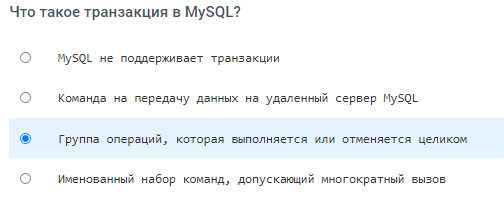 Что такое транзакция в MySQL?
MySQL не поддерживает транзакции
Команда на передачу данных на удаленный сервер MySQL
Группа операций, которая выполняется или отменяется целиком
Именованный набор команд, допускающий многократный вызов